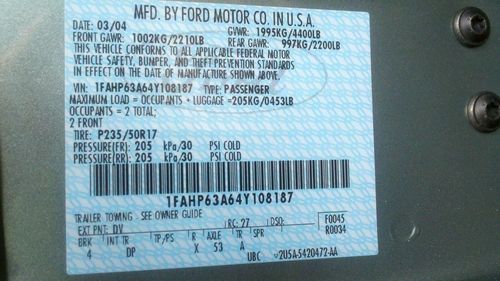 MFD. BY FORD MOTOR CO. IN U.S.A.
DATE: 03/04 GVWR: 1995KG/4400LB
FRONT GAWR: 1002KG/2210LB REAR GAWR: 997KG/2200LB
THIS VEHICLE CONFORMS TO ALL APPLICABLE FEDERAL MOTOR
VEHICLE SAFETY, BUMPER, AND THEFT PREVENTION STANDARDS
IN EFFECT ON THE DATE OF MANUFACTURE SHOWN ABOVE.
VIN: 1FAHP63A64Y108187 TYPE: PASSENGER
MAXIMUM LOAD = OCCUPANTS + LUGGAGE =205KG/0453LB
OCCUPANTS = 2 TOTAL;
2 FRONT
TIRE: P235/50R17
PRESSURE(FR): 205 kPa/30 PSI COLD
PRESSURE(RR): 205 kPa/30 PSI COLD
1FAHP63A64Y108187
TRAILER TOWING - SEE OWNER GUIDE
EXT PNT: DV RC: 27 DSO: F0045
BRK INT TR TP/PS R AXLE TR SPR R0034
4 DP X 53 A
UBC U2U5A-5420472-AA